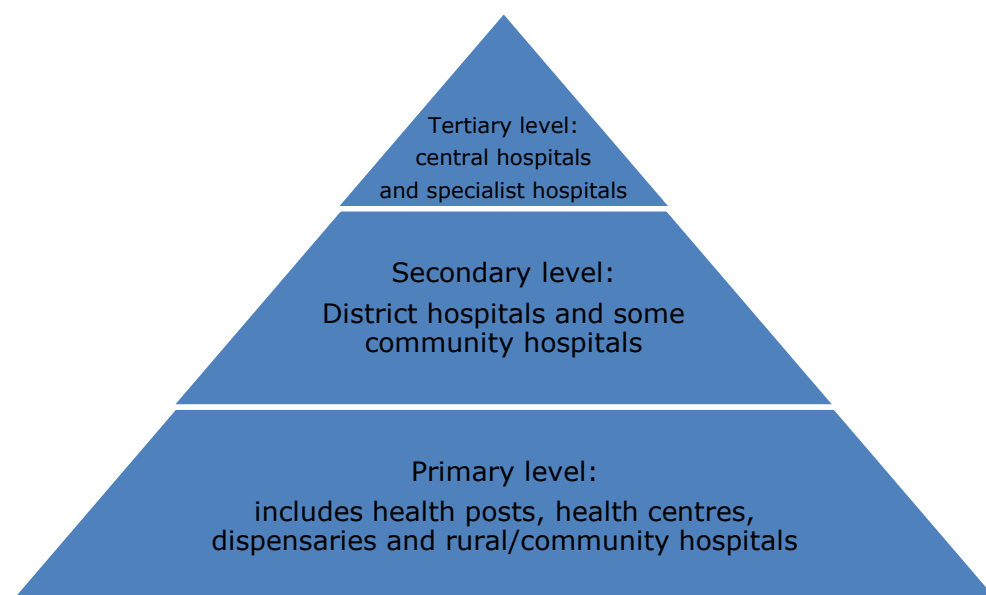 Tertiary level:
central hospitals
and specialist hospitals
Secondary level:
District hospitals and some
community hospitals
Primary level:
includes health posts, health centres,
dispensaries and rural/community hospitals